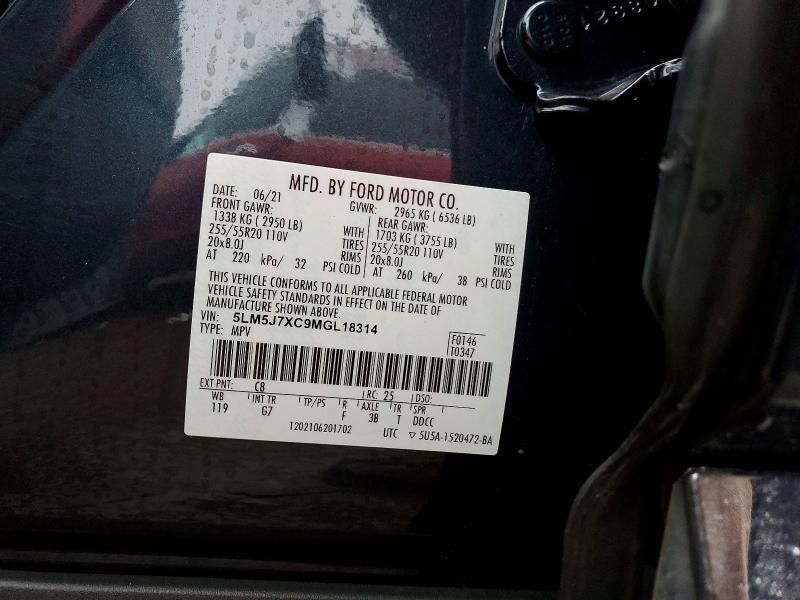 MFD. BY FORD MOTOR CO.
DATE: 06/21 GVWR: 2965 KG ( 6536 LB)
FRONT GAWR: REAR GAWR:
1338 KG ( 2950 LB) WITH 1703 KG ( 3755 LB) WITH
255/55R20 110V TIRES 255/55R20 110V TIRES
20x8.0J RIMS 20x8.0J RIMS
AT 220 kPa/ 32 PSI COLD AT 260 kPa/ 38 PSI COLD
THIS VEHICLE CONFORMS TO ALL APPLICABLE FEDERAL MOTOR
VEHICLE SAFETY STANDARDS IN EFFECT ON THE DATE OF
MANUFACTURE SHOWN ABOVE.
VIN: 5LM5J7XC9MGL18314
TYPE: MPV
F0146
T0347
EXT PNT: C8 RC: 25 DSO:
WB INT TR TP/PS R AXLE TR SPR
119 G7 F 3B T DDCC
1202106201702 UTC ▽ 5U5A-1520472-BA